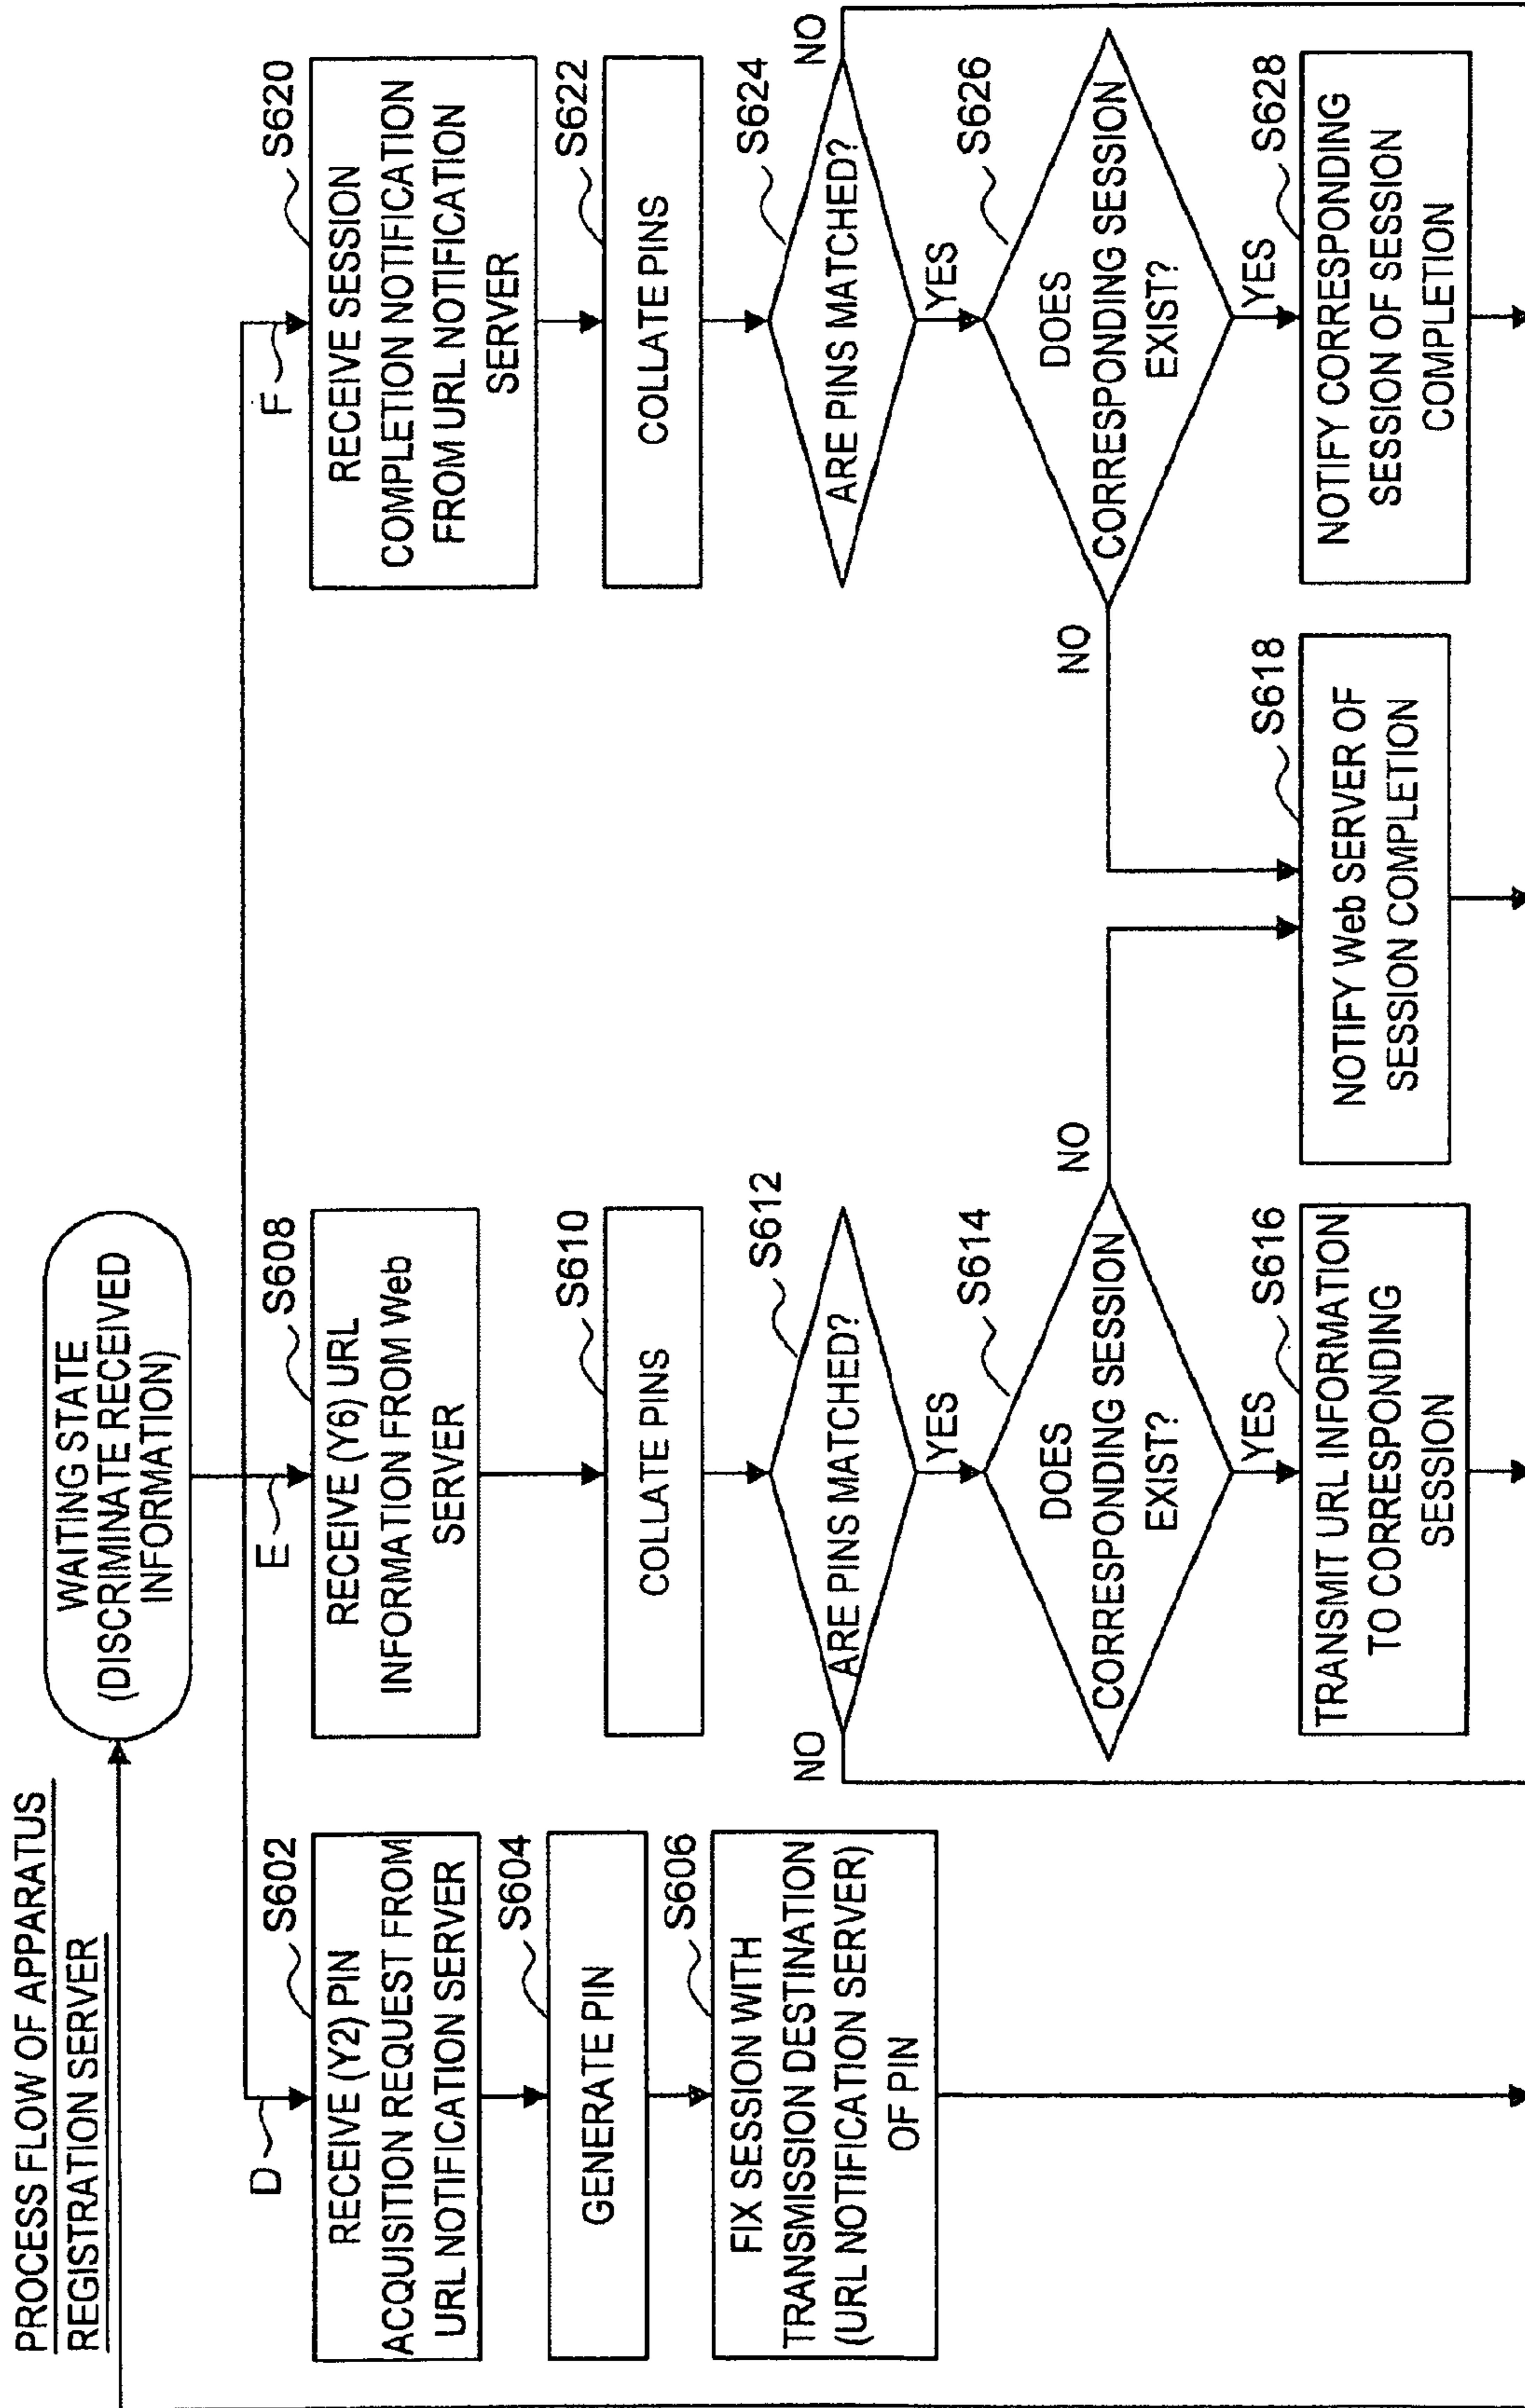 PROCESS FLOW OF APPARATUS
REGISTRATION SERVER
WAITING STATE
(DISCRIMINATE RECEIVED
INFORMATION)
D
S602
RECEIVE (Y2) PIN
ACQUISITION REQUEST FROM
URL NOTIFICATION SERVER
S604
GENERATE PIN
S606
FIX SESSION WITH
TRANSMISSION DESTINATION
(URL NOTIFICATION SERVER)
OF PIN
E
S608
RECEIVE (Y6) URL
INFORMATION FROM Web
SERVER
S610
COLLATE PINS
S612
ARE PINS MATCHED?
NO
YES
S614
DOES
CORRESPONDING SESSION
EXIST?
NO
YES
S616
TRANSMIT URL INFORMATION
TO CORRESPONDING
SESSION
S618
NOTIFY Web SERVER OF
SESSION COMPLETION
F
S620
RECEIVE SESSION
COMPLETION NOTIFICATION
FROM URL NOTIFICATION
SERVER
S622
COLLATE PINS
S624
ARE PINS MATCHED?
NO
YES
S626
DOES
CORRESPONDING SESSION
EXIST?
NO
YES
S628
NOTIFY CORRESPONDING
SESSION OF SESSION
COMPLETION